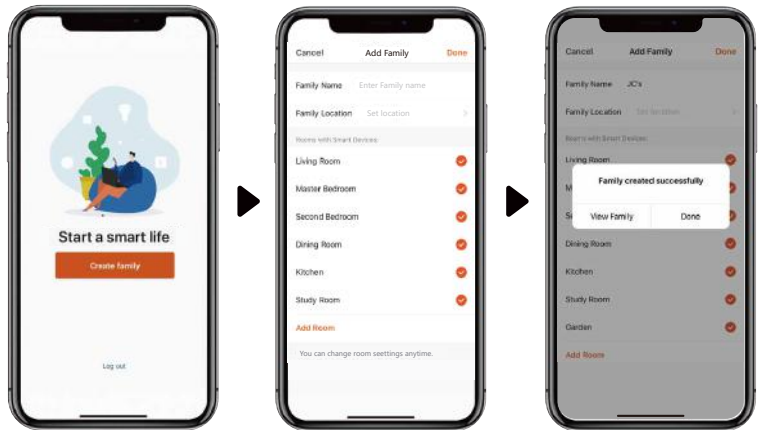 Start a smart life
Create family
Log out
Cancel Add Family Done
Family Name Enter Family name
Family Location Set location >
Rooms with Smart Devices:
Living Room
Master Bedroom
Second Bedroom
Dining Room
Kitchen
Study Room
Add Room
You can change room seettings anytime.
Cancel Add Family Done
Family Name JC's
Family Location Set location >
Rooms with Smart Devices:
Living Room
M
Family created successfully
Se
View Family Done
Dining Room
Kitchen
Study Room
Garden
Add Room